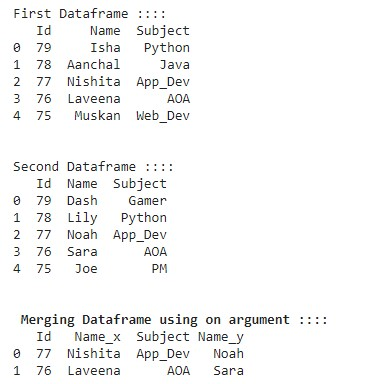 First Dataframe ::::
   Id     Name  Subject
0  79     Isha   Python
1  78  Aanchal     Java
2  77  Nishita  App_Dev
3  76  Laveena      AOA
4  75   Muskan  Web_Dev
Second Dataframe ::::
   Id  Name  Subject
0  79  Dash    Gamer
1  78  Lily   Python
2  77  Noah  App_Dev
3  76  Sara      AOA
4  75   Joe       PM
Merging Dataframe using on argument ::::
   Id   Name_x  Subject Name_y
0  77  Nishita  App_Dev   Noah
1  76  Laveena      AOA   Sara